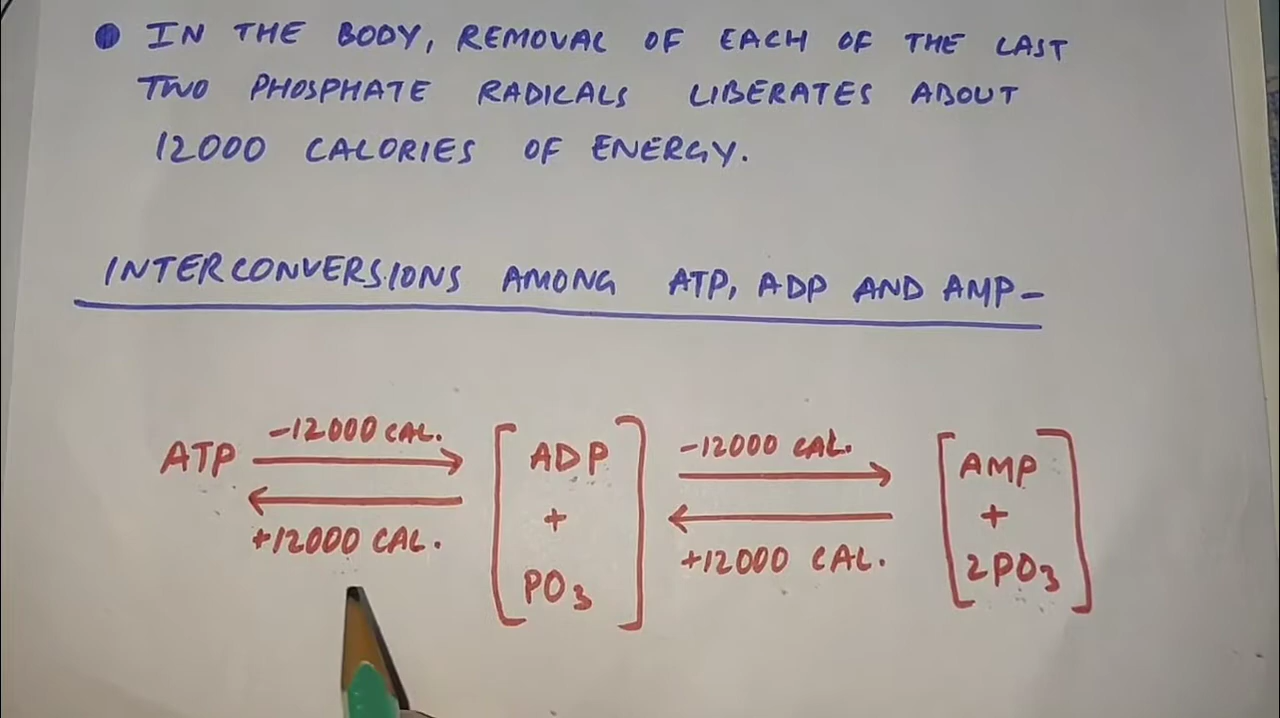 IN THE BODY, REMOVAL OF EACH OF THE LAST
TWO PHOSPHATE RADICALS LIBERATES ABOUT
12000 CALORIES OF ENERGY.
INTERCONVERSIONS AMONG ATP, ADP AND AMP-
ATP -12000 CAL. [ADP -12000 CAL. [AMP
+ +
+12000 CAL. PO3] +12000 CAL. 2PO3]